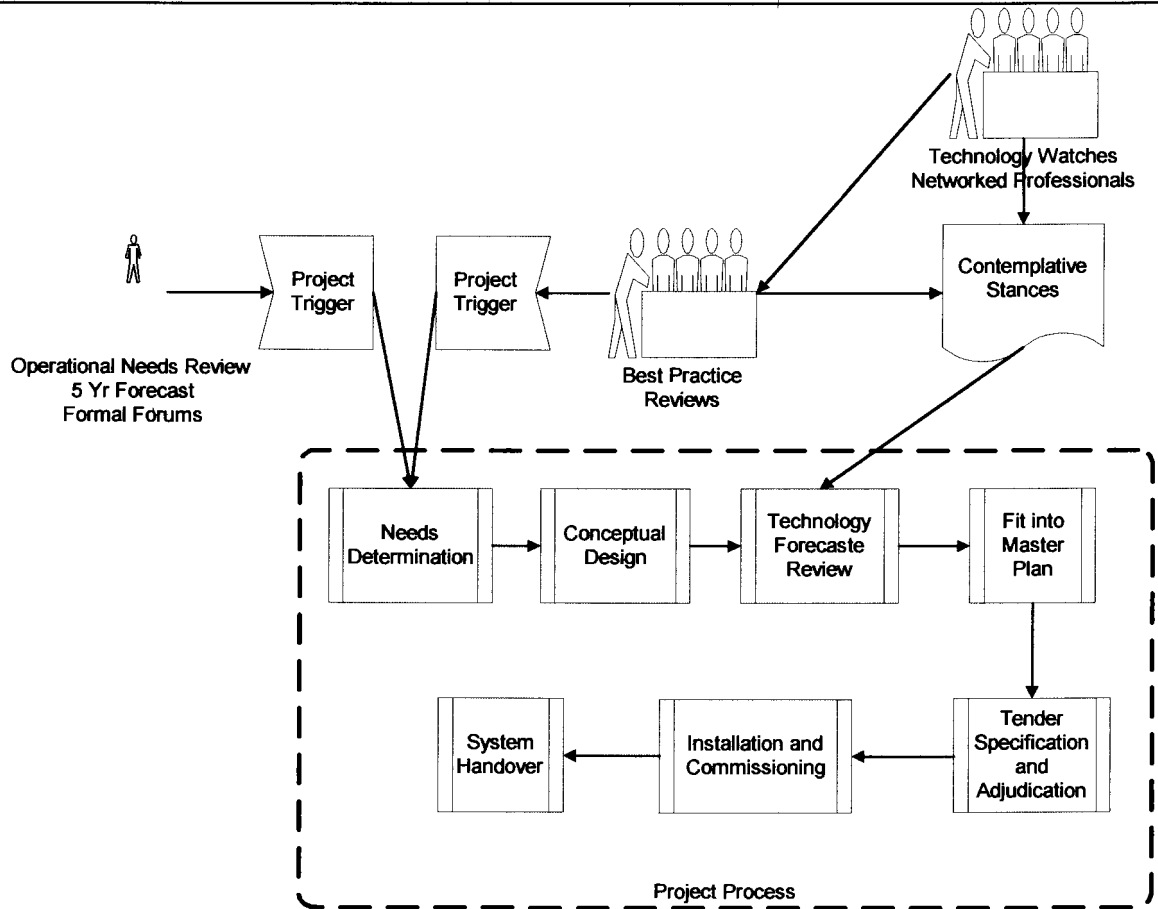 Technology Watches
Networked Professionals
Project
Trigger
Project
Trigger
Contemplative
Stances
Operational Needs Review
5 Yr Forecast
Formal Forums
Best Practice
Reviews
Needs
Determination
Conceptual
Design
Technology
Forecaste
Review
Fit into
Master
Plan
System
Handover
Installation and
Commissioning
Tender
Specification
and
Adjudication
Project Process